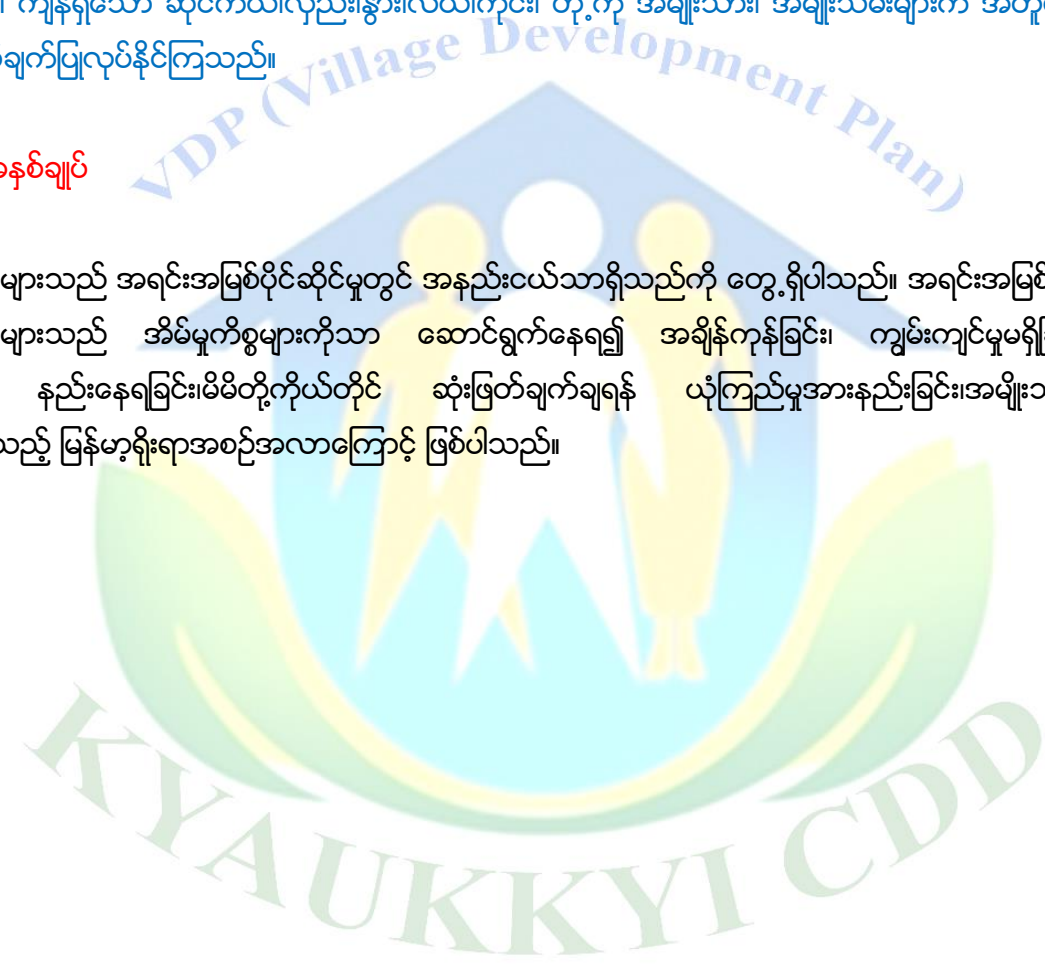 ကျန်ရှိသော ဆိုင်ကယ်၊လှည်း၊နွား၊လယ်၊ကိုင်း၊ တို့ကို အမျိုးသား၊ အမျိုးသမီးများက
ချက်ပြုလုပ်နိုင်ကြသည်။
VDP (Village Development Plan)
နှစ်ချုပ်
များသည် အရင်းအမြစ်ပိုင်ဆိုင်မှုတွင် အနည်းငယ်သာရှိသည်ကို တွေ့ရှိပါသည်။ အရင်းအမြစ်
များသည် အိမ်မှုကိစ္စများကိုသာ ဆောင်ရွက်နေရ၍ အချိန်ကုန်ခြင်း၊ ကျွမ်းကျင်မှုမရှိ
နည်းနေရခြင်း၊မိမိတို့ကိုယ်တိုင် ဆုံးဖြတ်ချက်ချရန် ယုံကြည်မှုအားနည်းခြင်း၊အမျိုးသ
သည့် မြန်မာ့ရိုးရာအစဉ်အလာကြောင့် ဖြစ်ပါသည်။
KYAUKKYI CDD